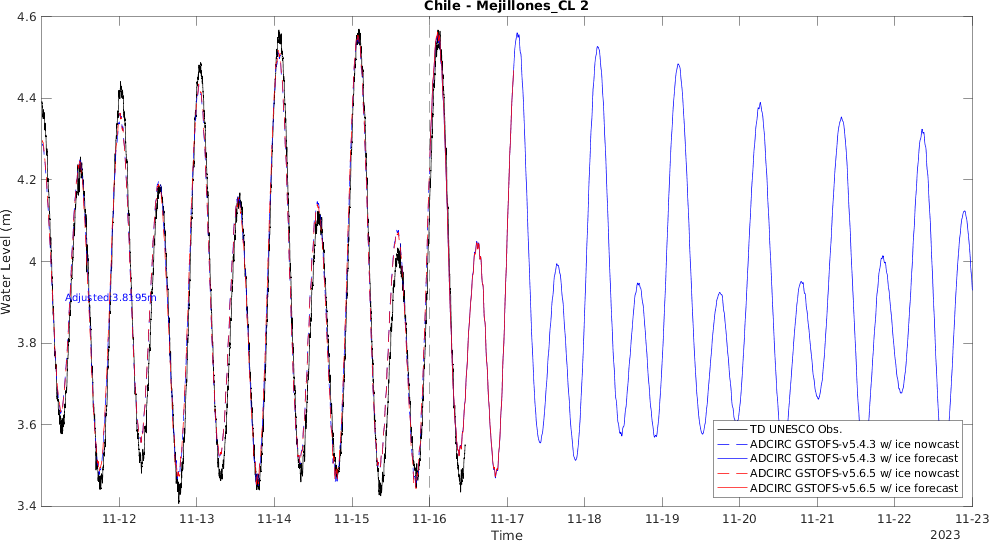 Chile - Mejillones_CL 2
4.6
4.4
4.2
4
3.8
3.6
3.4
Water Level (m)
Adjusted:3.8195m
TD UNESCO Obs.
ADCIRC GSTOFS-v5.4.3 w/ ice nowcast
ADCIRC GSTOFS-v5.4.3 w/ ice forecast
ADCIRC GSTOFS-v5.6.5 w/ ice nowcast
ADCIRC GSTOFS-v5.6.5 w/ ice forecast
11-12 11-13 11-14 11-15 11-16 11-17 11-18 11-19 11-20 11-21 11-22 11-23
Time
2023